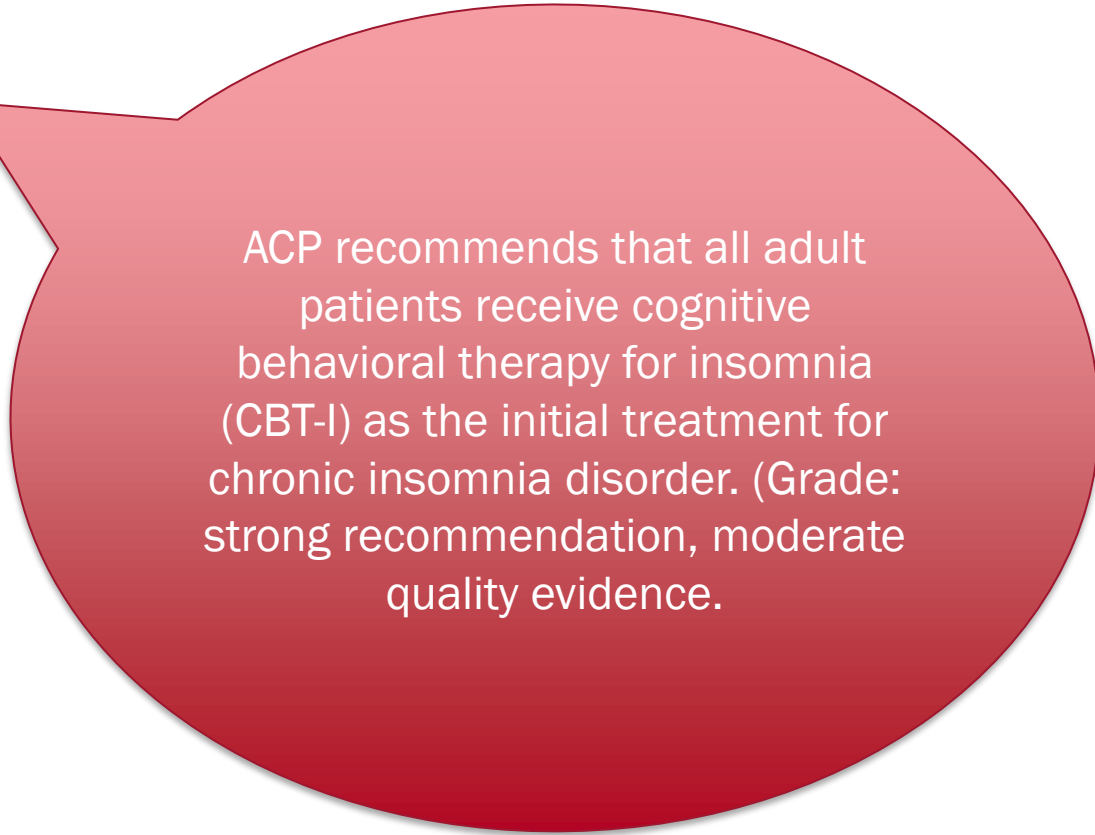 ACP recommends that all adult
patients receive cognitive
behavioral therapy for insomnia
(CBT-I) as the initial treatment for
chronic insomnia disorder. (Grade:
strong recommendation, moderate
quality evidence.